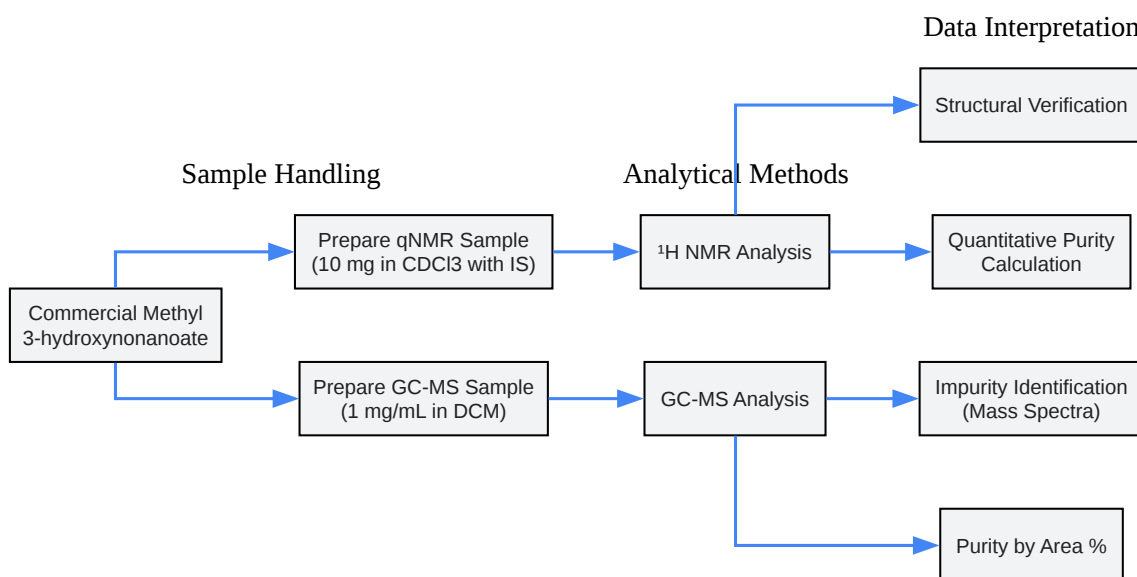 Data Interpretation
Structural Verification
Sample Handling
Analytical Methods
Prepare qNMR Sample
(10 mg in CDCl3 with IS)
¹H NMR Analysis
Quantitative Purity
Calculation
Commercial Methyl
3-hydroxynonanoate
Prepare GC-MS Sample
(1 mg/mL in DCM)
GC-MS Analysis
Impurity Identification
(Mass Spectra)
Purity by Area %